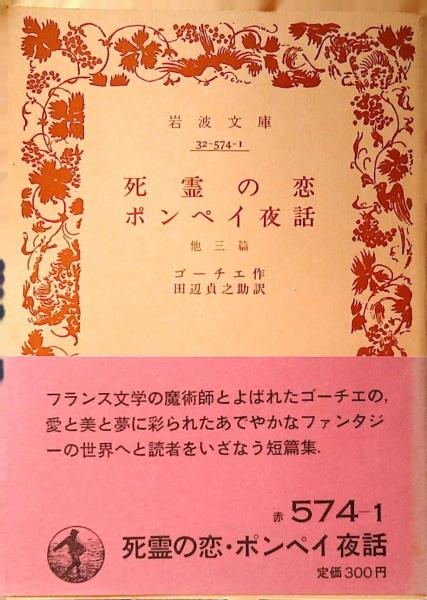 岩波文庫
32-574-1
死霊の恋
ポンペイ夜話
他三篇
ゴーチエ作
田辺貞之助訳
フランス文学の魔術師とよばれたゴーチエの,
愛と美と夢に彩られたあでやかなファンタジ
ーの世界へと読者をいざなう短篇集.
赤 574-1
死霊の恋・ポンペイ夜話
定価300円